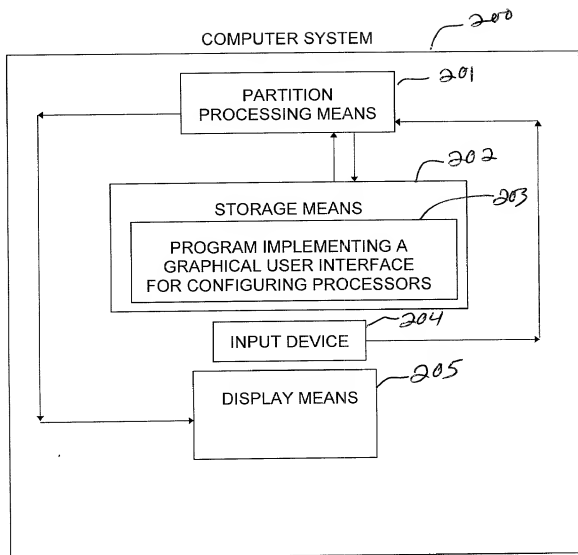 COMPUTER SYSTEM
200
PARTITION
PROCESSING MEANS
201
202
STORAGE MEANS
203
PROGRAM IMPLEMENTING A
GRAPHICAL USER INTERFACE
FOR CONFIGURING PROCESSORS
204
INPUT DEVICE
205
DISPLAY MEANS